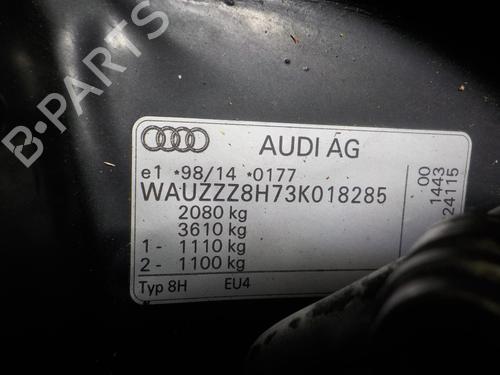 B-PARTS
AUDI AG
e1 *98/14 *0177
WAUZZZ8H73K018285
2080 kg
3610 kg
1- 1110 kg
2- 1100 kg
Typ 8H EU4
00
1443
24115